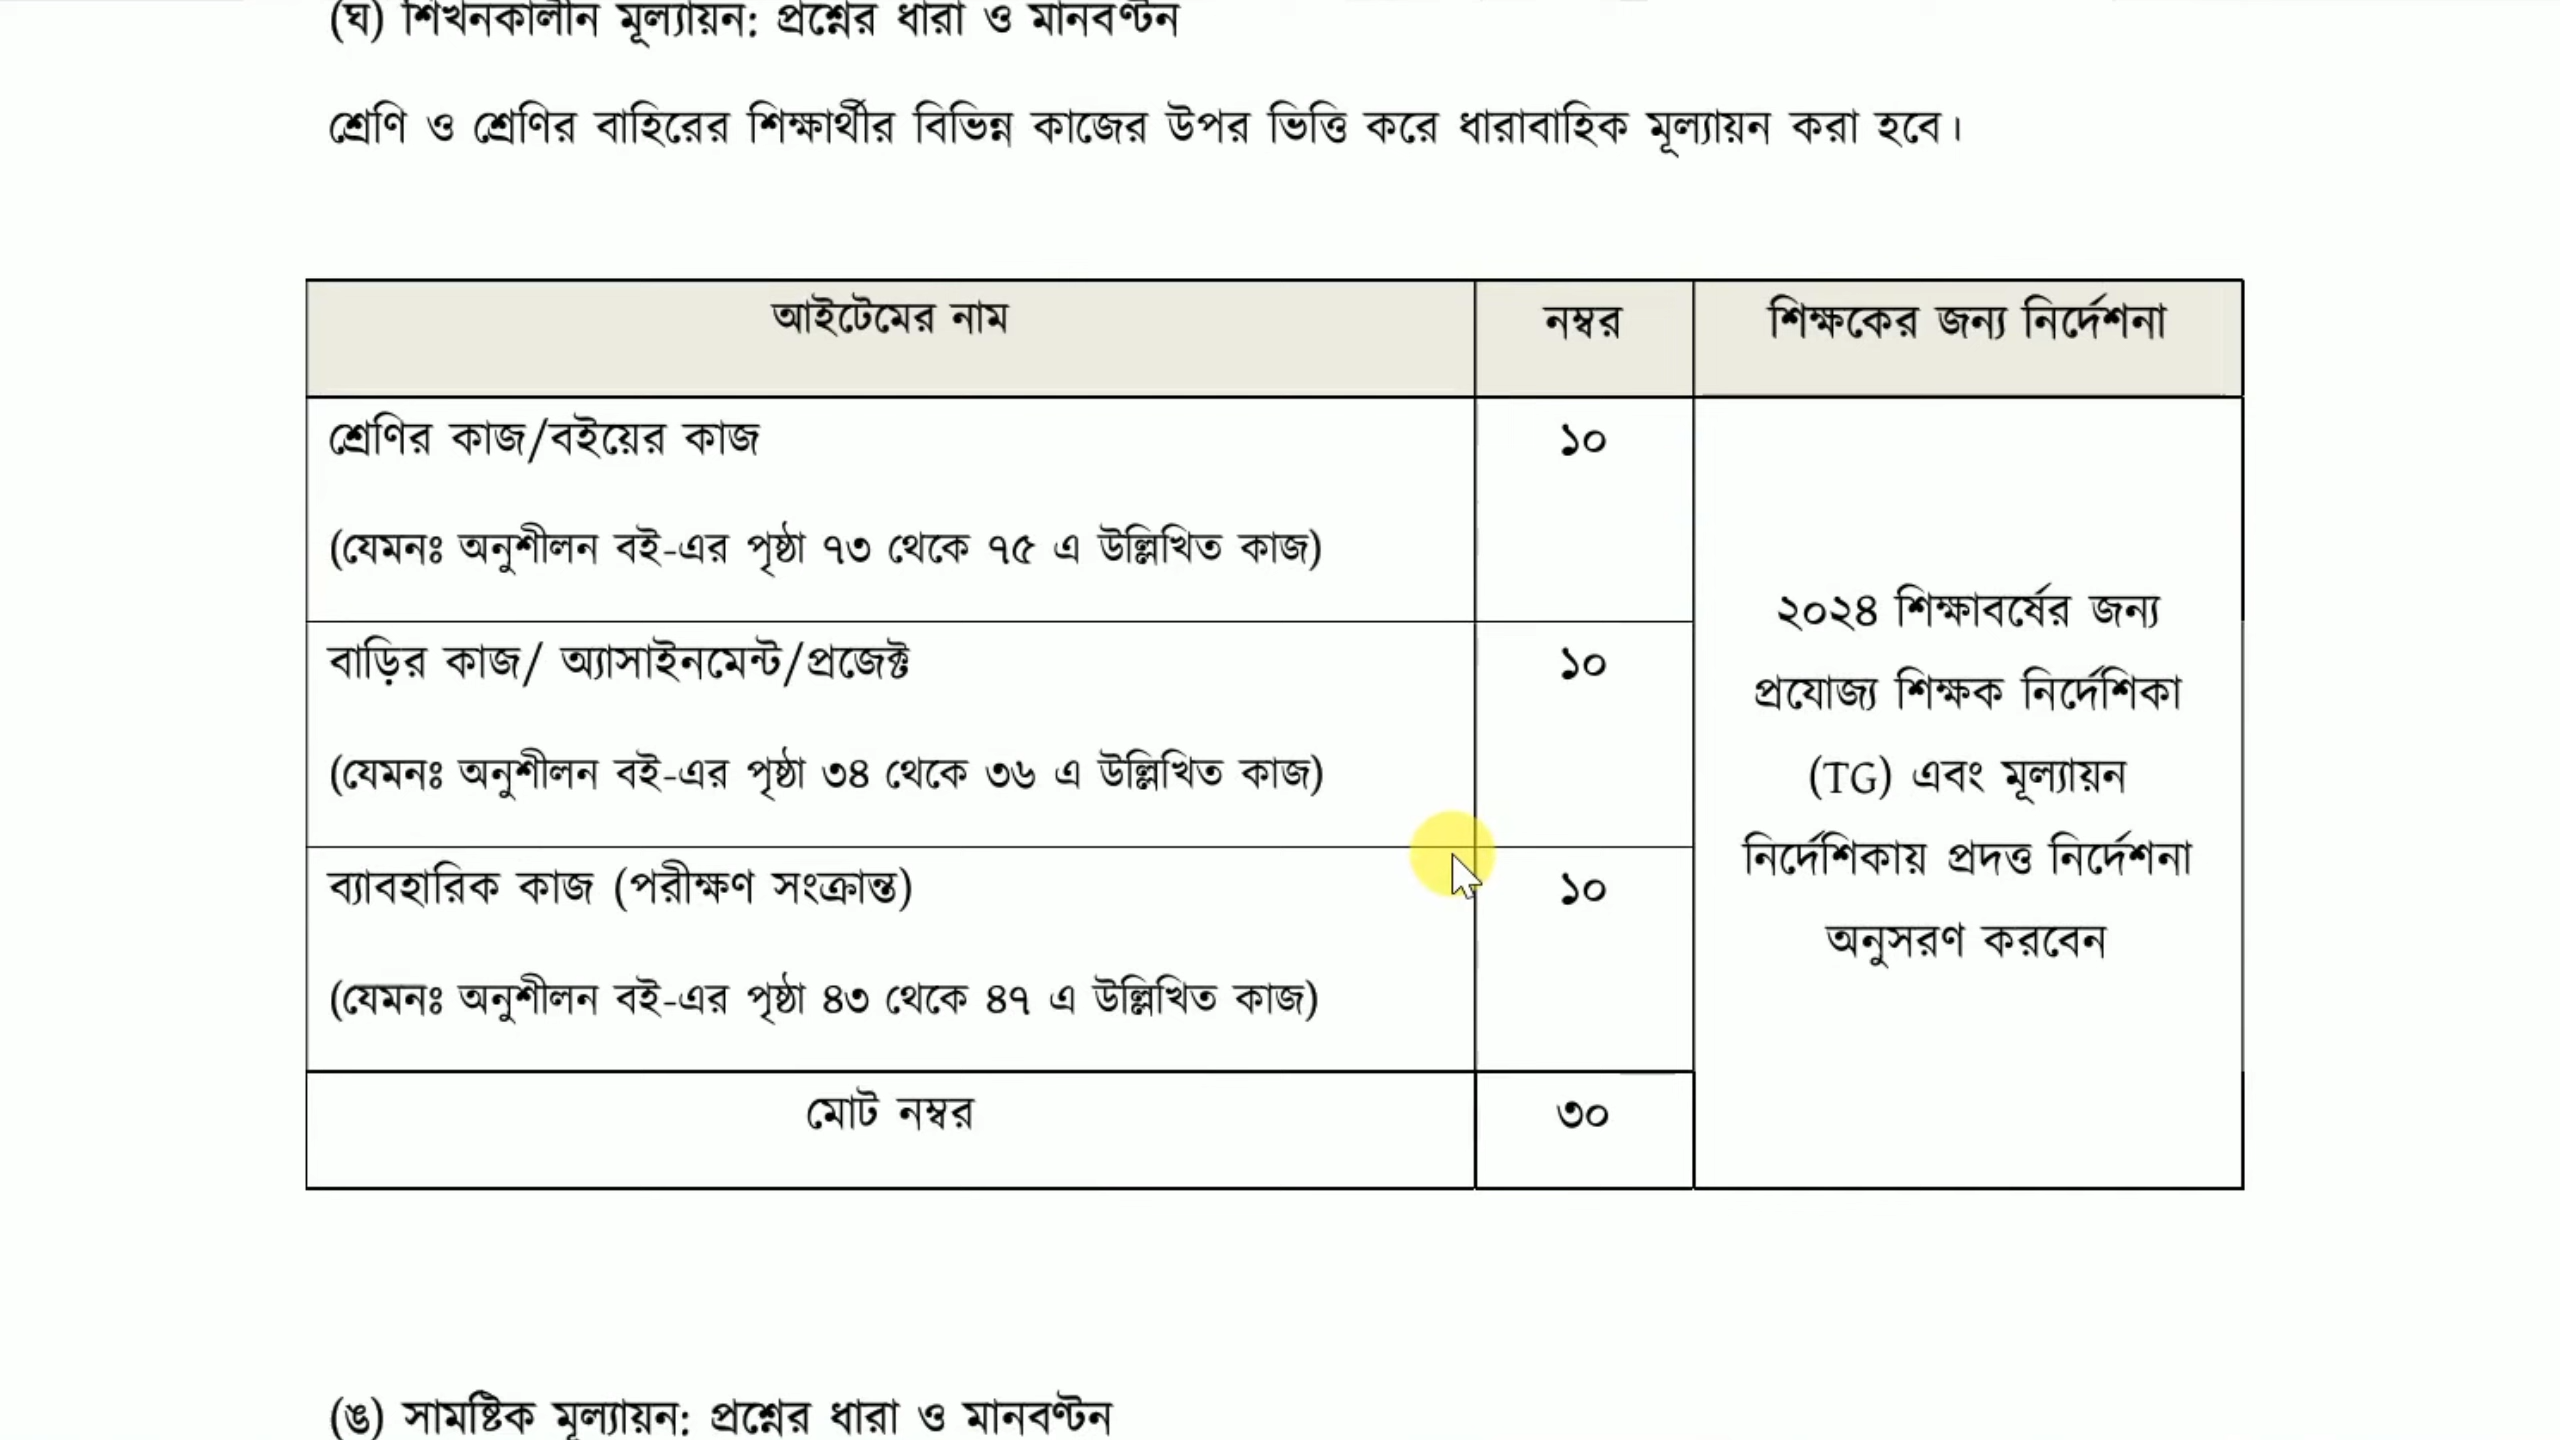 (ঘ) শিখনকালীন মূল্যায়ন: প্রশ্নের ধারা ও মানবণ্টন
শ্রেণি ও শ্রেণির বাহিরের শিক্ষার্থীর বিভিন্ন কাজের উপর ভিত্তি করে ধারাবাহিক মূল্যায়ন করা হবে।
আইটেমের নাম
নম্বর
শিক্ষকের জন্য নির্দেশনা
শ্রেণির কাজ/বইয়ের কাজ
১০
(যেমনঃ অনুশীলন বই-এর পৃষ্ঠা ৭৩ থেকে ৭৫ এ উল্লিখিত কাজ)
বাড়ির কাজ/ অ্যাসাইনমেন্ট/প্রজেক্ট
১০
(যেমনঃ অনুশীলন বই-এর পৃষ্ঠা ৩৪ থেকে ৩৬ এ উল্লিখিত কাজ)
ব্যাবহারিক কাজ (পরীক্ষণ সংক্রান্ত)
১০
(যেমনঃ অনুশীলন বই-এর পৃষ্ঠা ৪৩ থেকে ৪৭ এ উল্লিখিত কাজ)
২০২৪ শিক্ষাবর্ষের জন্য
প্রযোজ্য শিক্ষক নির্দেশিকা
(TG) এবং মূল্যায়ন
নির্দেশিকায় প্রদত্ত নির্দেশনা
অনুসরণ করবেন
মোট নম্বর
৩০
(ঙ) সামষ্টিক মূল্যায়ন: প্রশ্নের ধারা ও মানবণ্টন